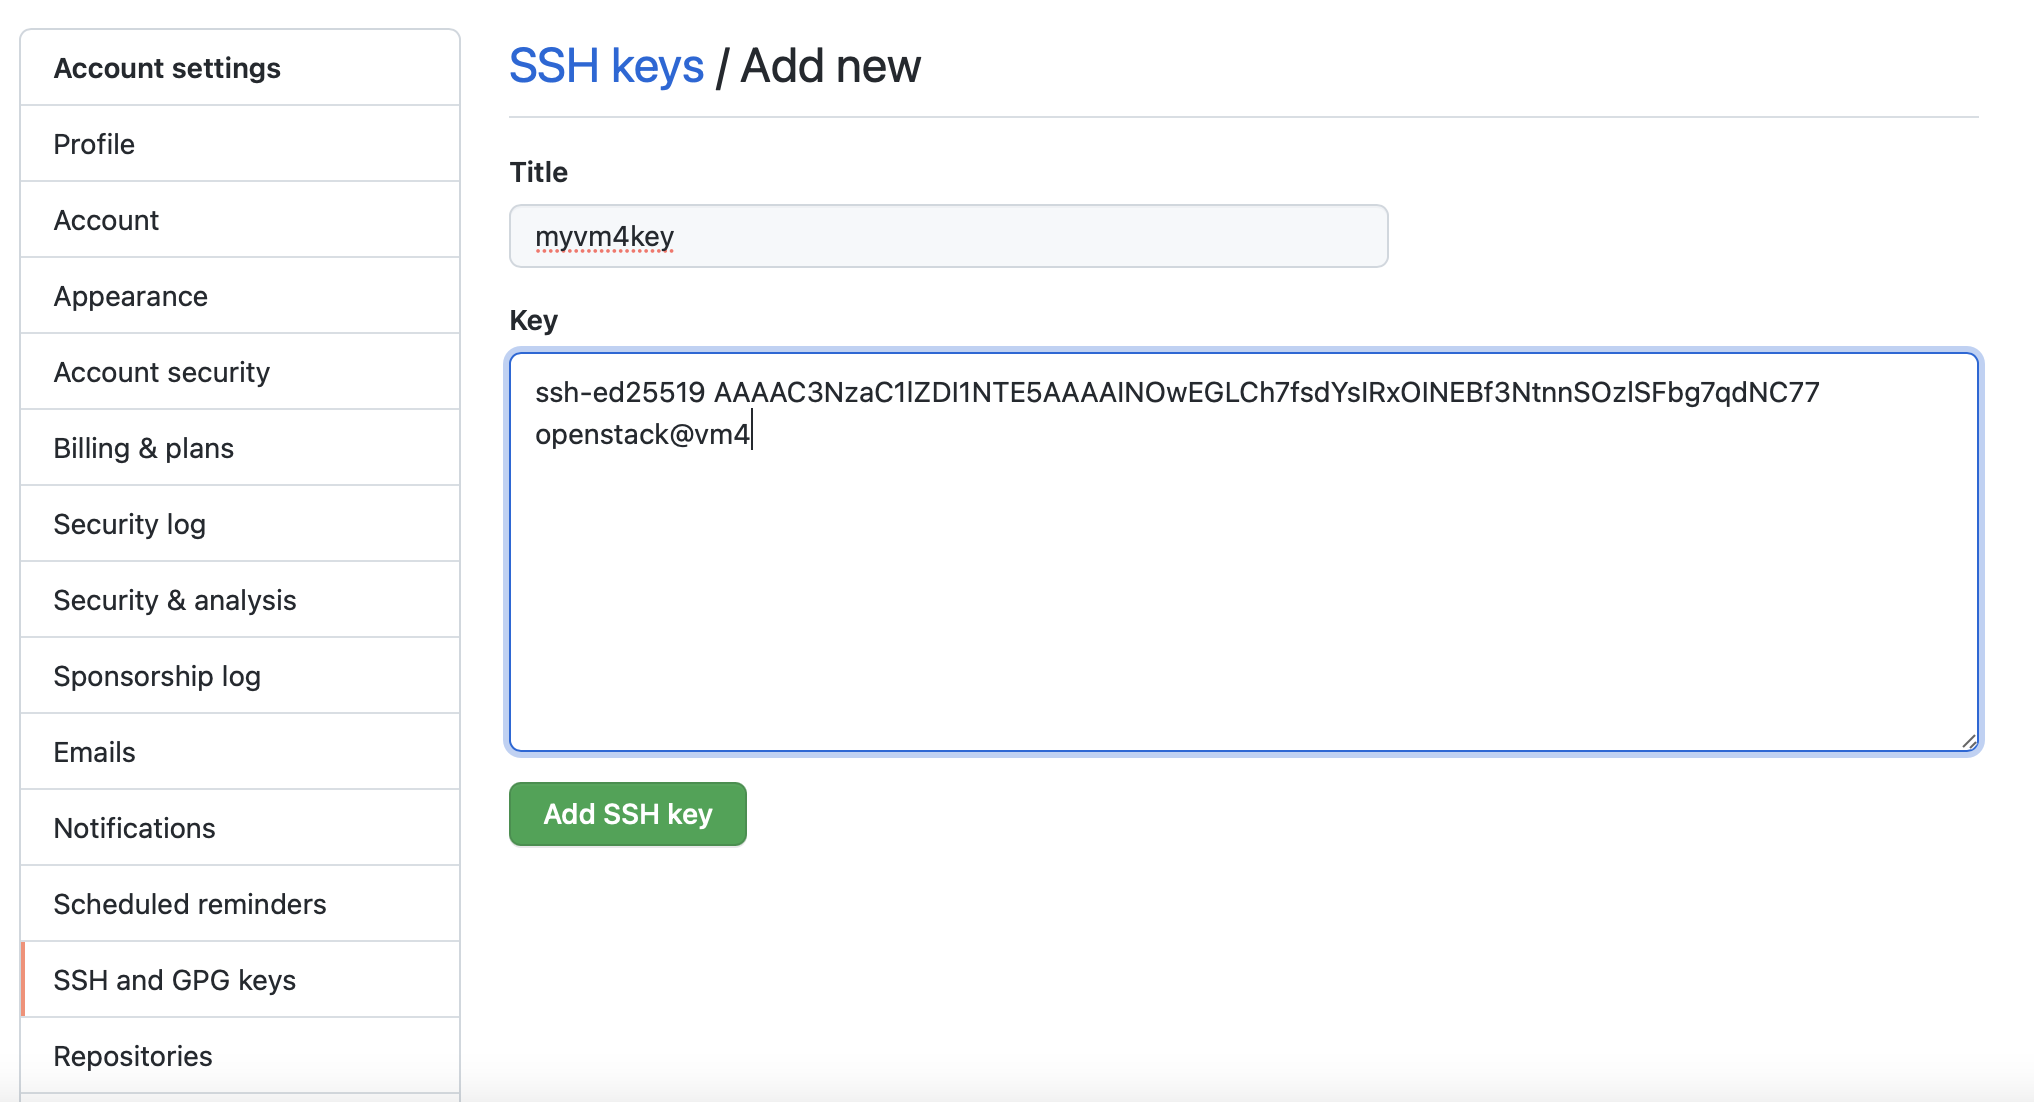 Account settings
Profile
Account
Appearance
Account security
Billing & plans
Security log
Security & analysis
Sponsorship log
Emails
Notifications
Scheduled reminders
SSH and GPG keys
Repositories
SSH keys / Add new
Title
myvm4key
Key
ssh-ed25519 AAAAC3NzaC1lZDI1NTE5AAAAINOwEGLCh7fsdYsIRxOINEBf3NtnnSOzlSFbg7qdNC77
openstack@vm4
Add SSH key